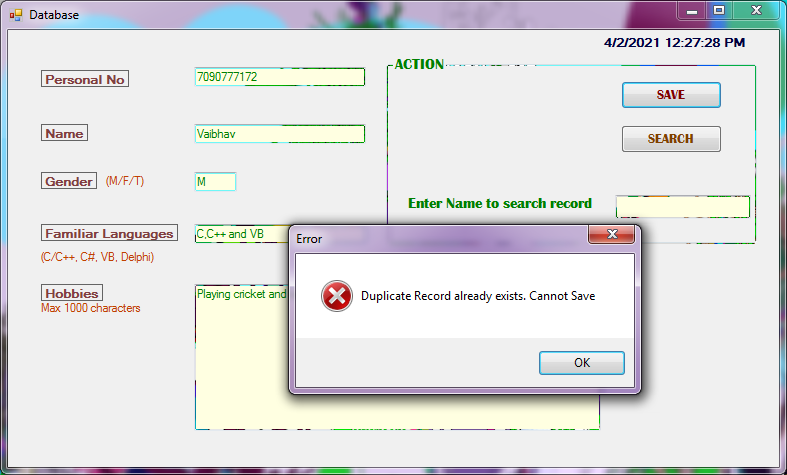 Database
4/2/2021 12:27:28 PM
Personal No
7090777172
ACTION
SAVE
Name
Vaibhav
SEARCH
Gender (M/F/T)
M
Enter Name to search record
Familiar Languages
C,C++ and VB
(C/C++, C#, VB, Delphi)
Error
Hobbies
Max 1000 characters
Playing cricket and
Duplicate Record already exists. Cannot Save
OK